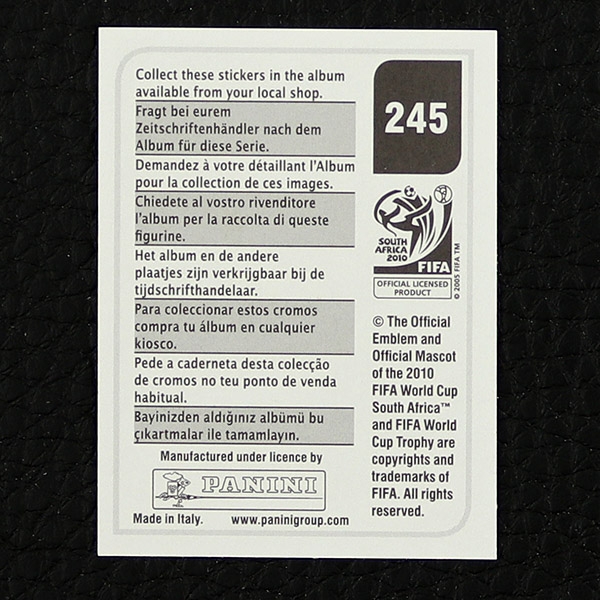 Collect these stickers in the album
available from your local shop.
Fragt bei eurem
Zeitschriftenhändler nach dem
Album für diese Serie.
Demandez à votre détaillant l'Album
pour la collection de ces images.
Chiedete al vostro rivenditore
l'album per la raccolta di queste
figurine.
Het album en de andere
plaatjes zijn verkrijgbaar bij de
tijdschrifthandelaar.
Para coleccionar estos cromos
compra tu álbum en cualquier
kiosco.
Pede a caderneta desta colecção
de cromos no teu ponto de venda
habitual.
Bayinizden aldığınız albümü bu
çıkartmalar ile tamamlayın.
Manufactured under licence by
PANINI
Made in Italy. www.paninigroup.com
245
SOUTH
AFRICA
2010
FIFA
OFFICIAL LICENSED
PRODUCT
© 2005 FIFA TM
© The Official
Emblem and
Official Mascot
of the 2010
FIFA World Cup
South Africa™
and FIFA World
Cup Trophy are
copyrights and
trademarks of
FIFA. All rights
reserved.